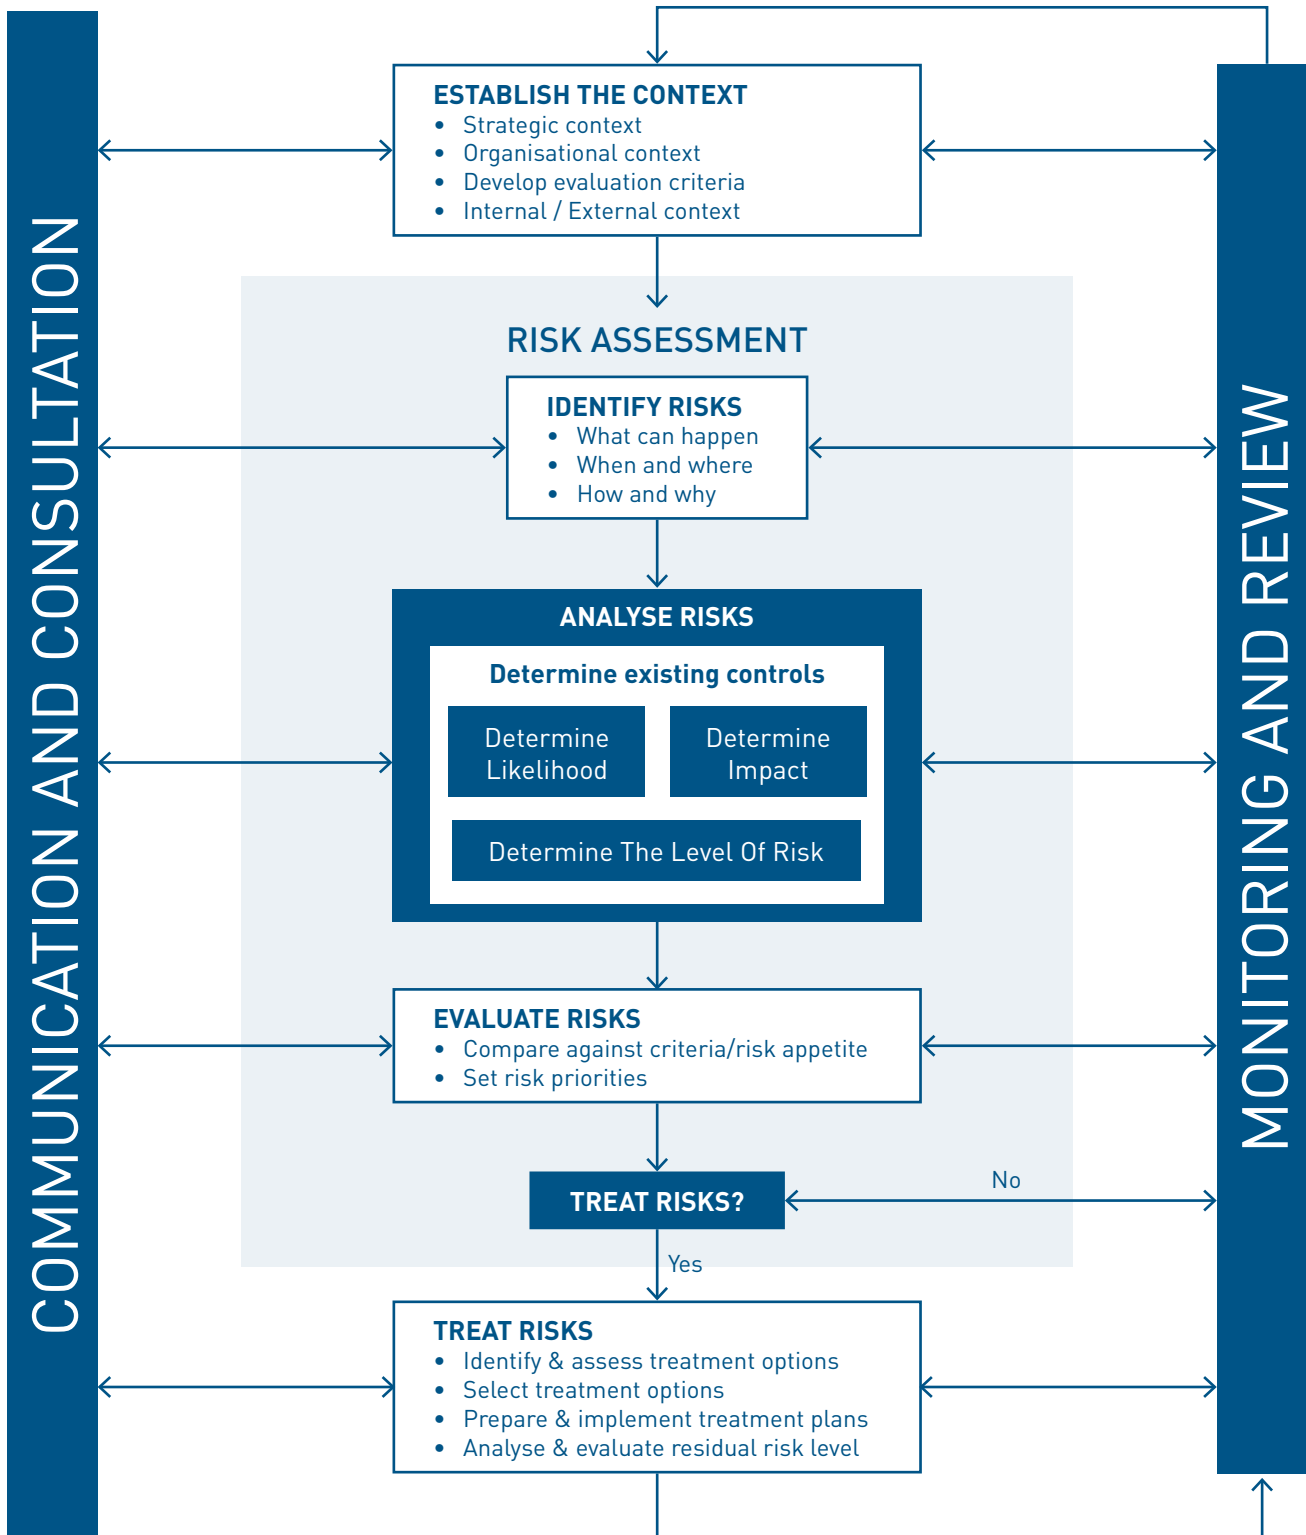 COMMUNICATION AND CONSULTATION
ESTABLISH THE CONTEXT
• Strategic context
• Organisational context
• Develop evaluation criteria
• Internal / External context
RISK ASSESSMENT
IDENTIFY RISKS
• What can happen
• When and where
• How and why
ANALYSE RISKS
Determine existing controls
Determine
Likelihood
Determine
Impact
Determine The Level Of Risk
EVALUATE RISKS
• Compare against criteria/risk appetite
• Set risk priorities
TREAT RISKS?
No
Yes
TREAT RISKS
• Identify & assess treatment options
• Select treatment options
• Prepare & implement treatment plans
• Analyse & evaluate residual risk level
MONITORING AND REVIEW